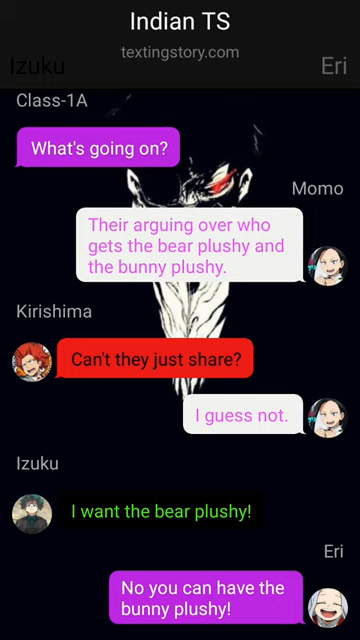 Indian TS
textingstory.com
Izuku
Eri
Class-1A
What's going on?
Momo
Their arguing over who
gets the bear plushy and
the bunny plushy.
Kirishima
Can't they just share?
I guess not.
Izuku
I want the bear plushy!
Eri
No you can have the
bunny plushy!